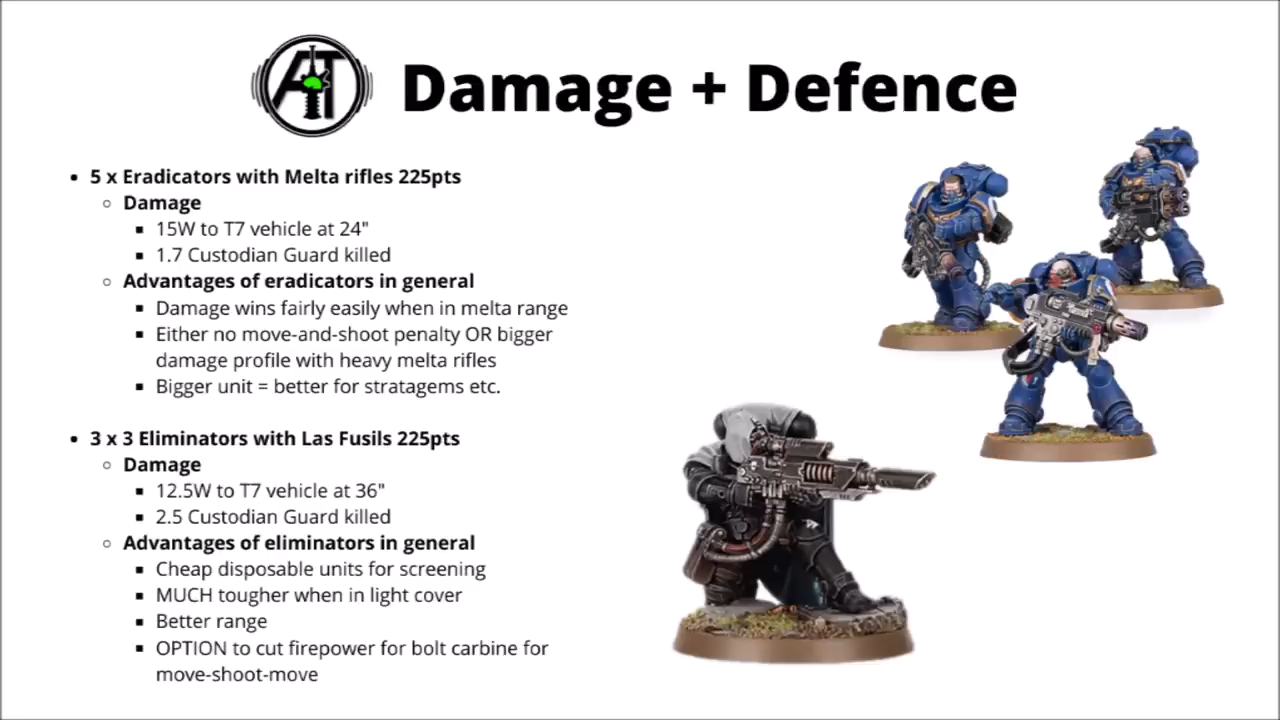 AT
Damage + Defence
• 5 x Eradicators with Melta rifles 225pts
○ Damage
▪ 15W to T7 vehicle at 24"
▪ 1.7 Custodian Guard killed
○ Advantages of eradicators in general
▪ Damage wins fairly easily when in melta range
▪ Either no move-and-shoot penalty OR bigger
damage profile with heavy melta rifles
▪ Bigger unit = better for stratagems etc.
• 3 x 3 Eliminators with Las Fusils 225pts
○ Damage
▪ 12.5W to T7 vehicle at 36"
▪ 2.5 Custodian Guard killed
○ Advantages of eliminators in general
▪ Cheap disposable units for screening
▪ MUCH tougher when in light cover
▪ Better range
▪ OPTION to cut firepower for bolt carbine for
move-shoot-move